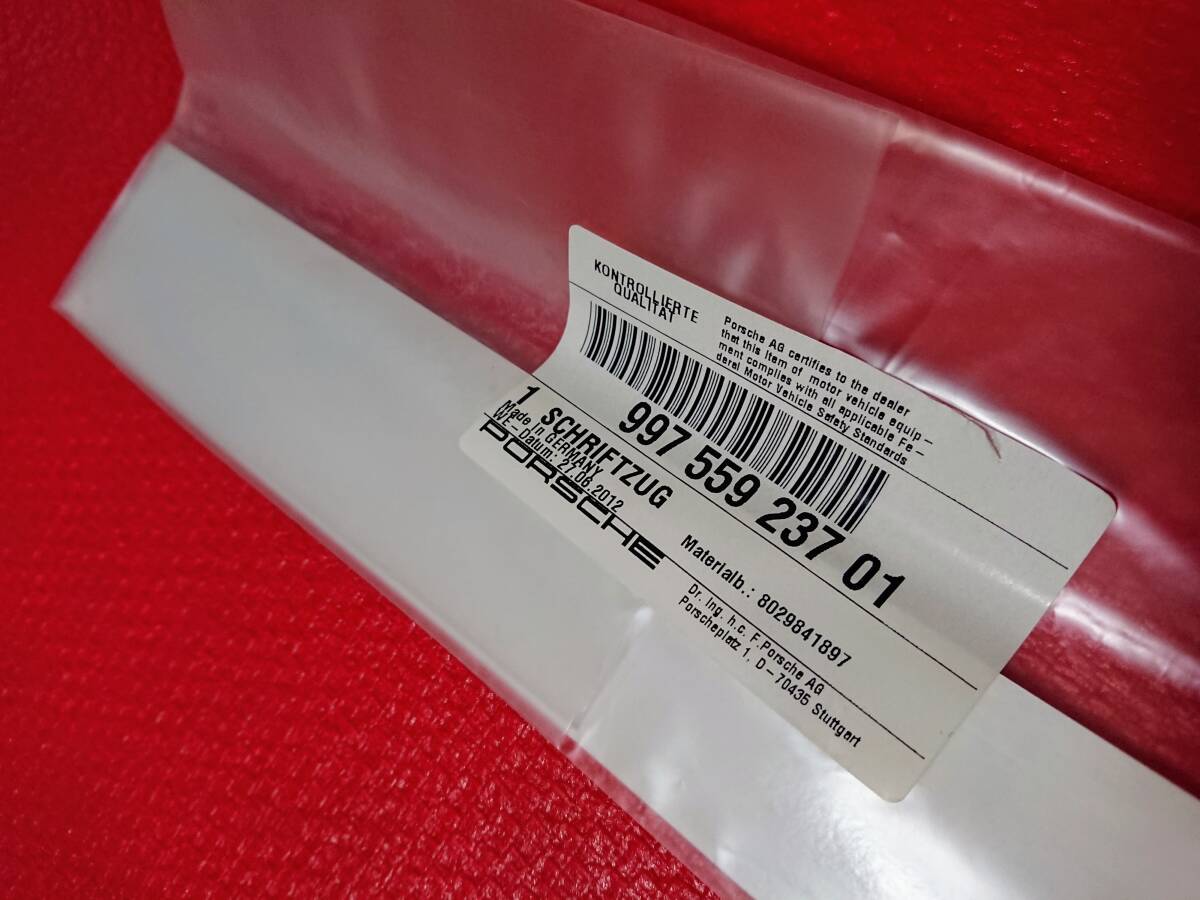 KONTROLLIERTE
QUALITÄT
Porsche AG certifies to the dealer
that this item of motor vehicle equip-
ment complies with all applicable Fe-
deral Motor Vehicle Safety Standards
997 559 237 01
1 SCHRIFTZUG
Made in GERMANY
WE-Datum: 27.06.2012
Materialb.: 8029841897
PORSCHE
Dr. Ing. h.c. F.Porsche AG
Porscheplatz 1, D-70435 Stuttgart